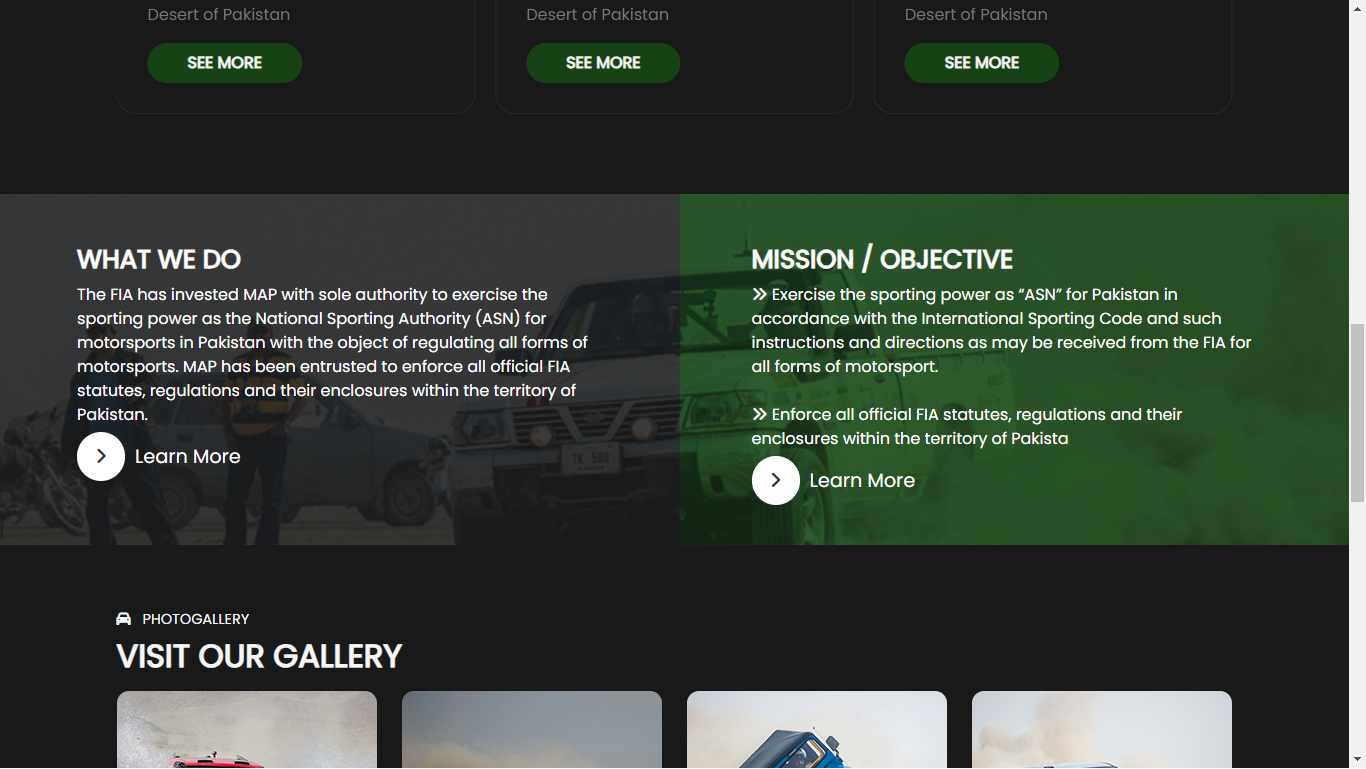 Desert of Pakistan
Desert of Pakistan
Desert of Pakistan
SEE MORE
SEE MORE
SEE MORE
WHAT WE DO
The FIA has invested MAP with sole authority to exercise the
sporting power as the National Sporting Authority (ASN) for
motorsports in Pakistan with the object of regulating all forms of
motorsports. MAP has been entrusted to enforce all official FIA
statutes, regulations and their enclosures within the territory of
Pakistan.
Learn More
MISSION / OBJECTIVE
» Exercise the sporting power as “ASN” for Pakistan in
accordance with the International Sporting Code and such
instructions and directions as may be received from the FIA for
all forms of motorsport.
» Enforce all official FIA statutes, regulations and their
enclosures within the territory of Pakista
Learn More
TK-500
PHOTOGALLERY
VISIT OUR GALLERY